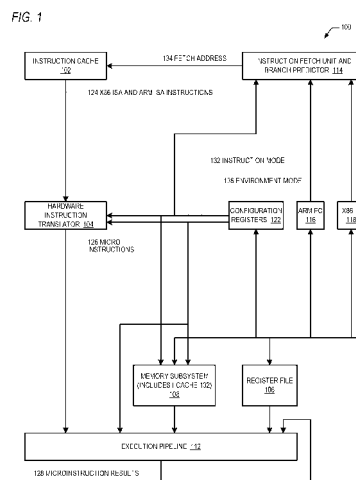 FIG. 1
100
134 FETCH ADDRESS
INSTRUCTION CACHE
102
INSTRUCTION FETCH UNIT AND
BRANCH PREDICTOR 114
124 X86 ISA AND ARM ISA INSTRUCTIONS
132 INSTRUCTION MODE
136 ENVIRONMENT MODE
HARDWARE
INSTRUCTION
TRANSLATOR 104
CONFIGURATION
REGISTERS 122
ARM PC
116
X86
118
126 MICRO
INSTRUCTIONS
MEMORY SUBSYSTEM
(INCLUDES I CACHE 102)
108
REGISTER FILE
106
EXECUTION PIPELINE 112
128 MICROINSTRUCTION RESULTS